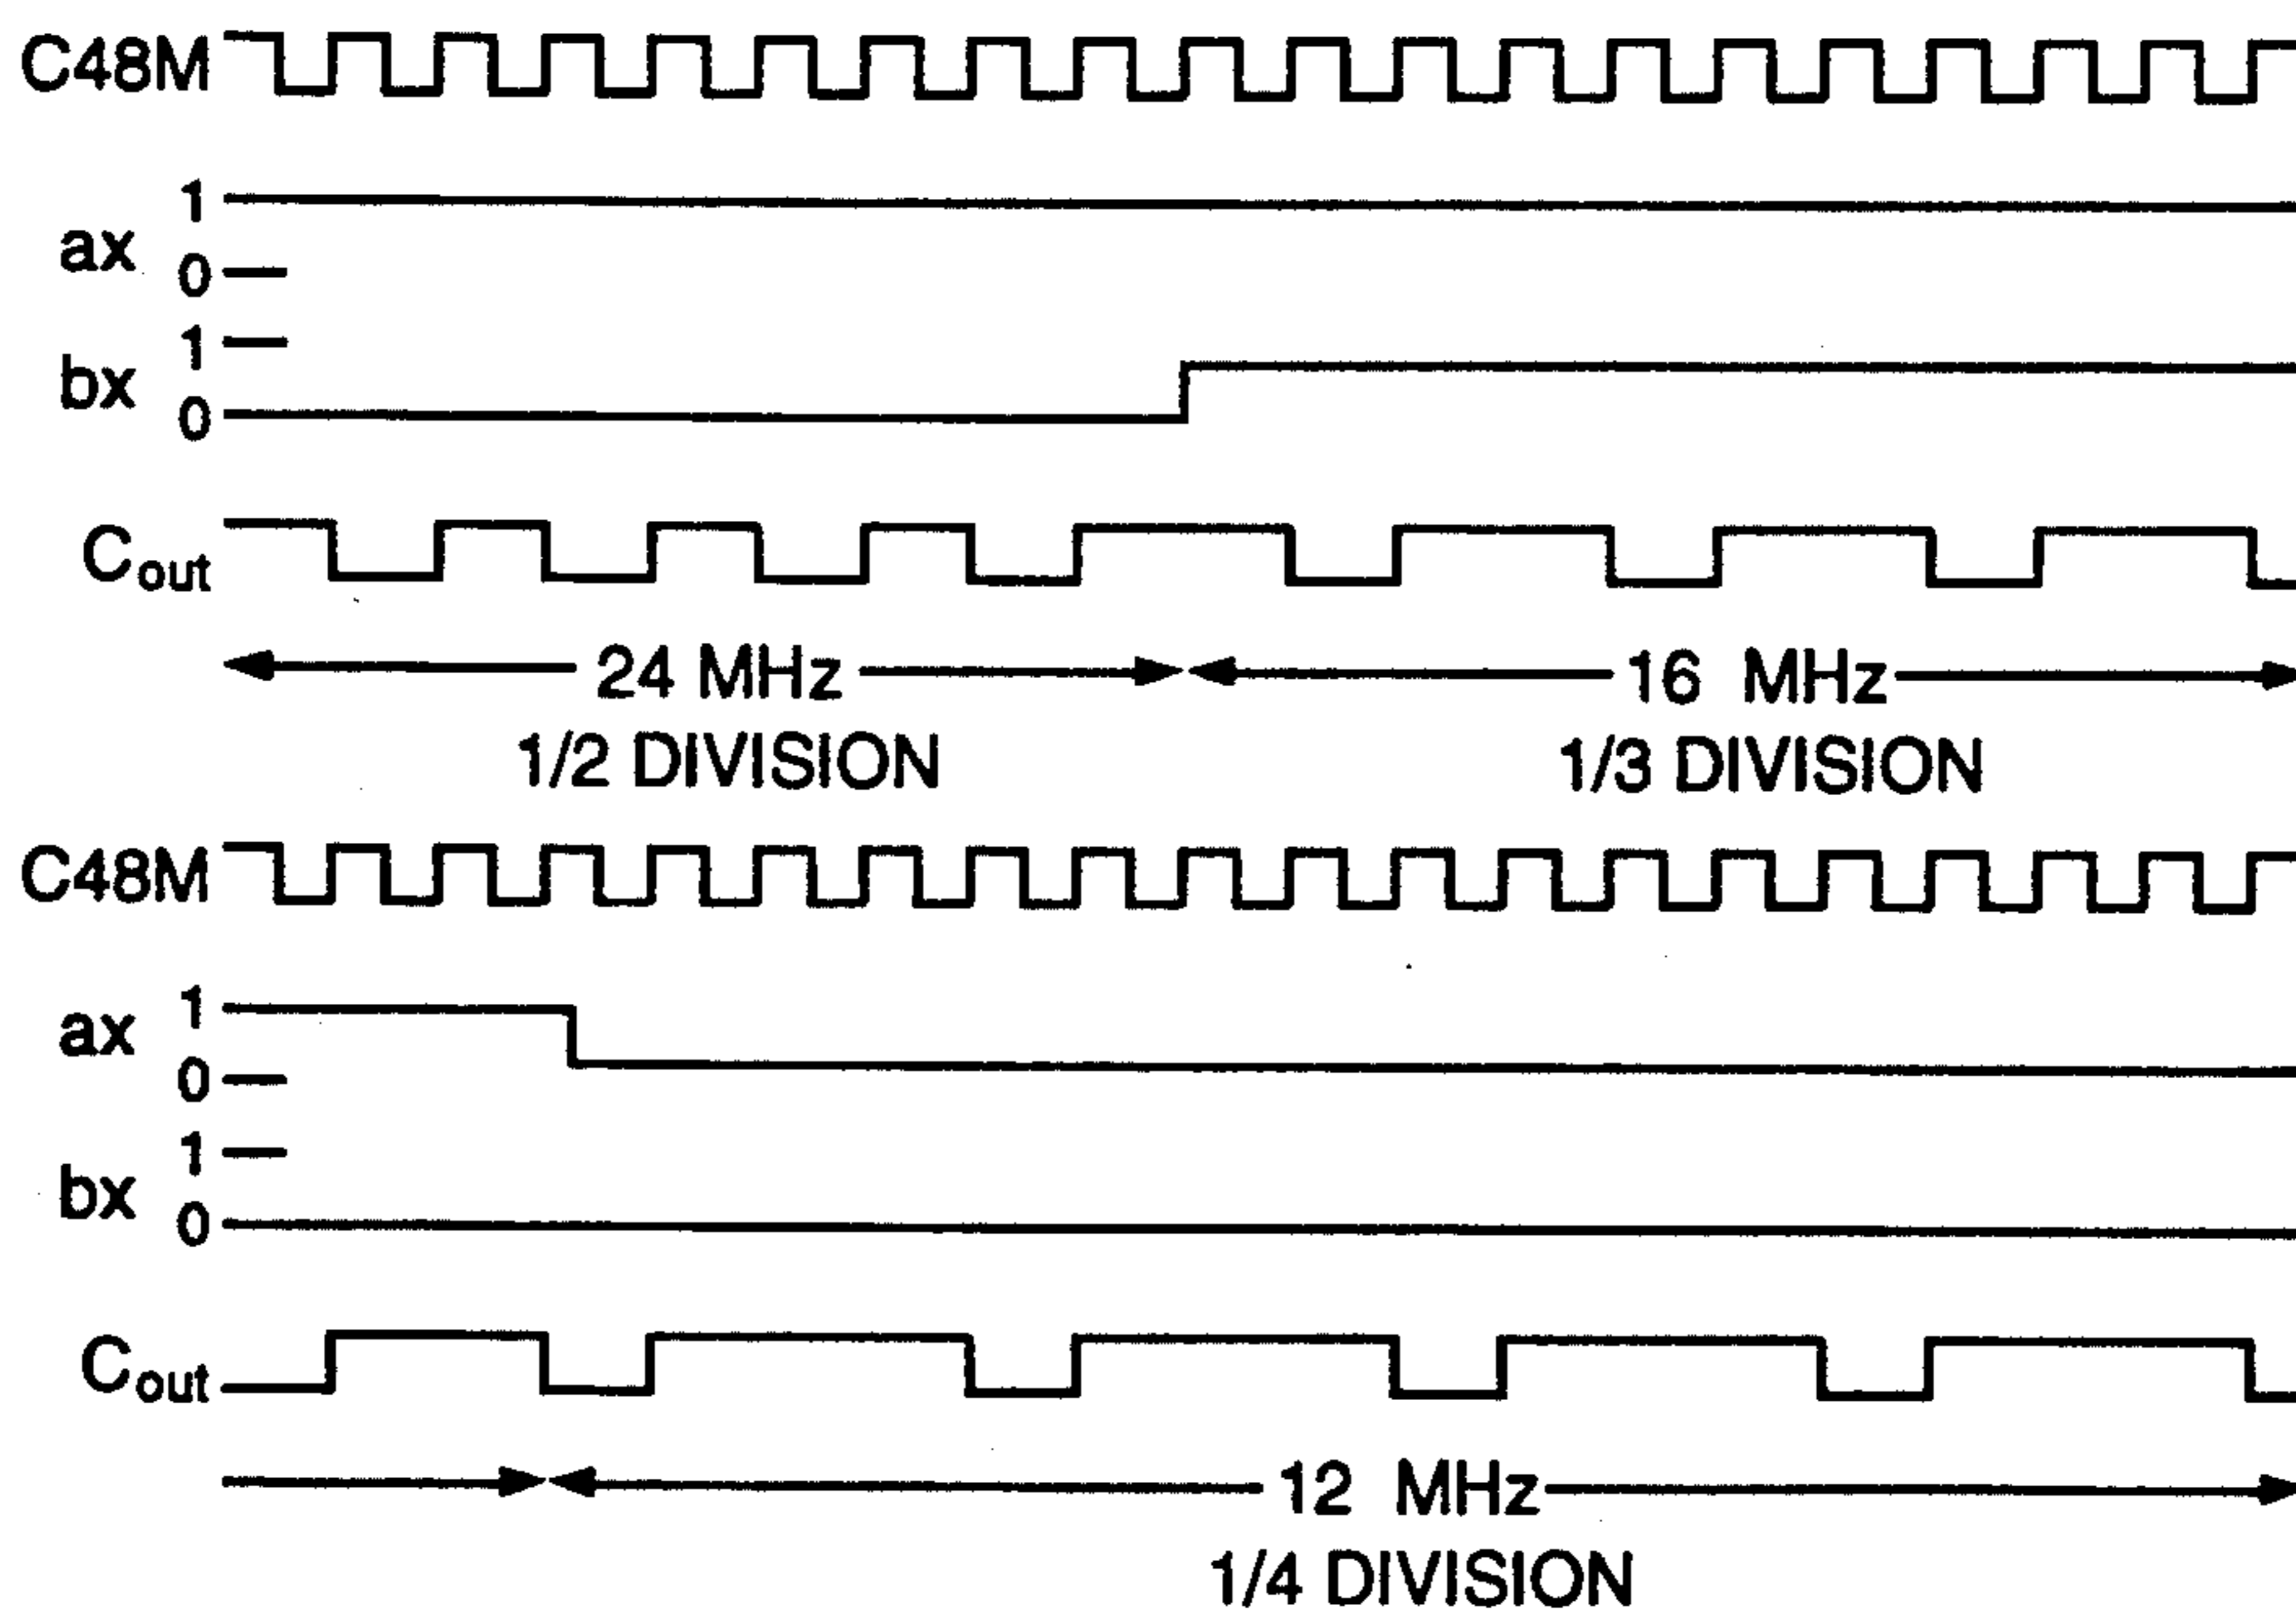 C48M
1
ax
0
1
bx
0
Cout
24 MHz 16 MHz
1/2 DIVISION 1/3 DIVISION
C48M
1
ax
0
1
bx
0
Cout
12 MHz
1/4 DIVISION